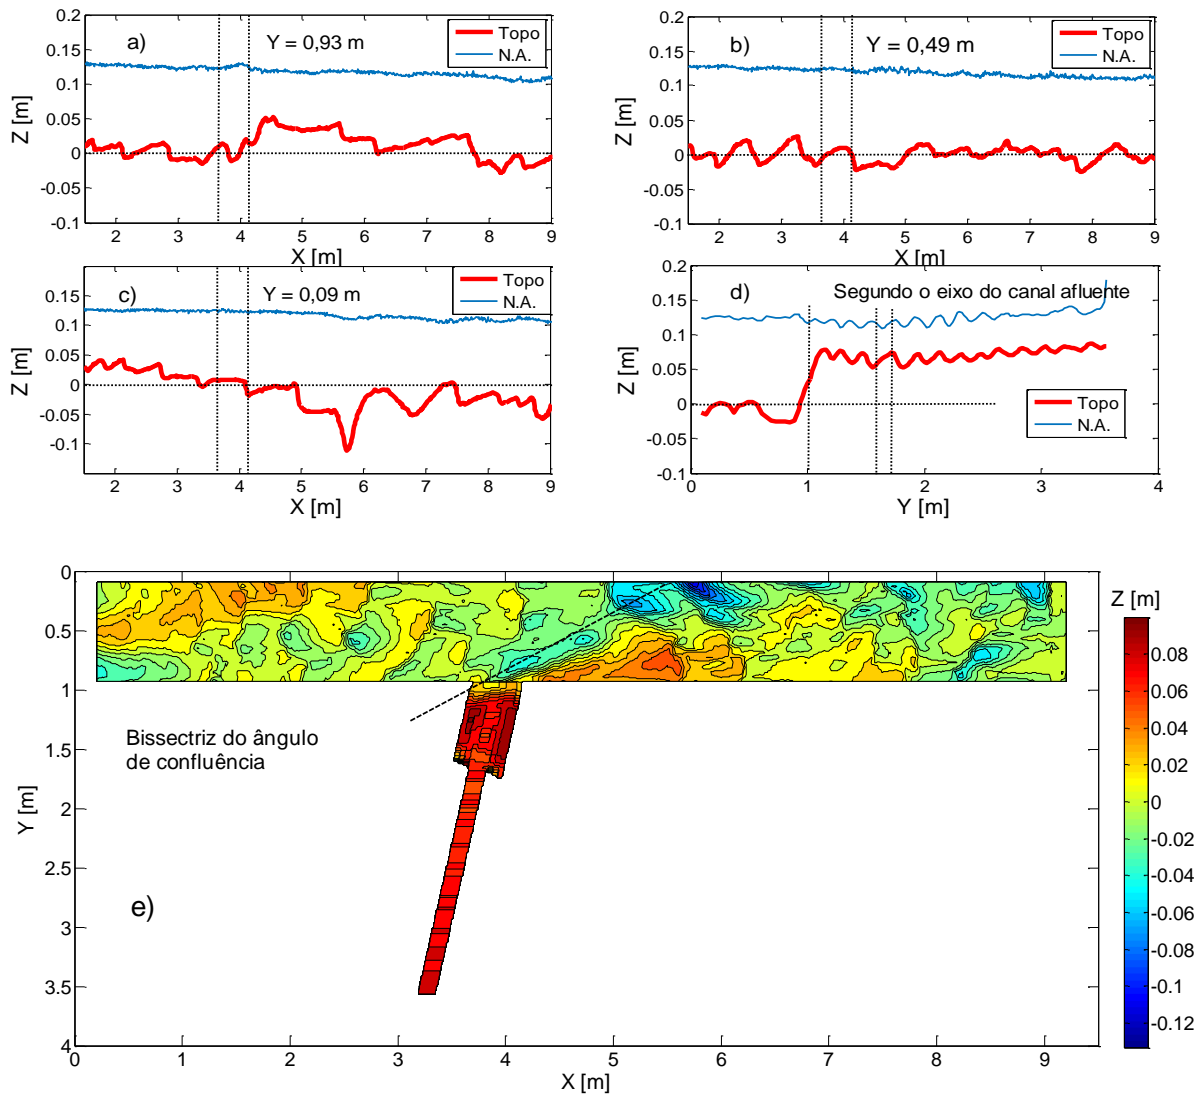 a)
Y = 0,93 m
Topo
N.A.
Z [m]
0.2
0.15
0.1
0.05
0
-0.05
-0.1
2 3 4 5 6 7 8 9
X [m]
b)
Y = 0,49 m
Topo
N.A.
Z [m]
0.2
0.15
0.1
0.05
0
-0.05
-0.1
2 3 4 5 6 7 8 9
X [m]
c)
Y = 0,09 m
Topo
N.A.
Z [m]
0.15
0.1
0.05
0
-0.05
-0.1
2 3 4 5 6 7 8 9
X [m]
d)
Segundo o eixo do canal afluente
Topo
N.A.
Z [m]
0.2
0.15
0.1
0.05
0
-0.05
-0.1
0 1 2 3 4
Y [m]
e)
Bissectriz do ângulo
de confluência
Y [m]
0
0.5
1
1.5
2
2.5
3
3.5
4
0 1 2 3 4 5 6 7 8 9
X [m]
Z [m]
0.08
0.06
0.04
0.02
0
-0.02
-0.04
-0.06
-0.08
-0.1
-0.12